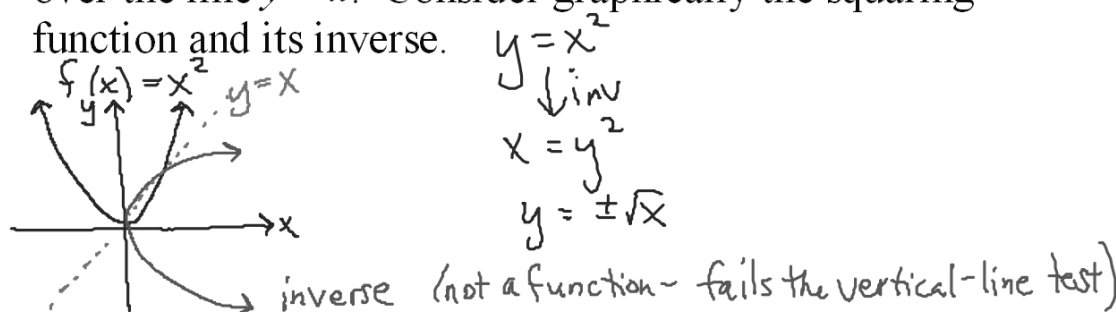 over the line y = x. Consider graphically the squaring
function and its inverse.
y = x²
f(x) = x²
y = x
y
↓ inv
x = y²
x
y = ±√x
inverse (not a function - fails the vertical-line test)